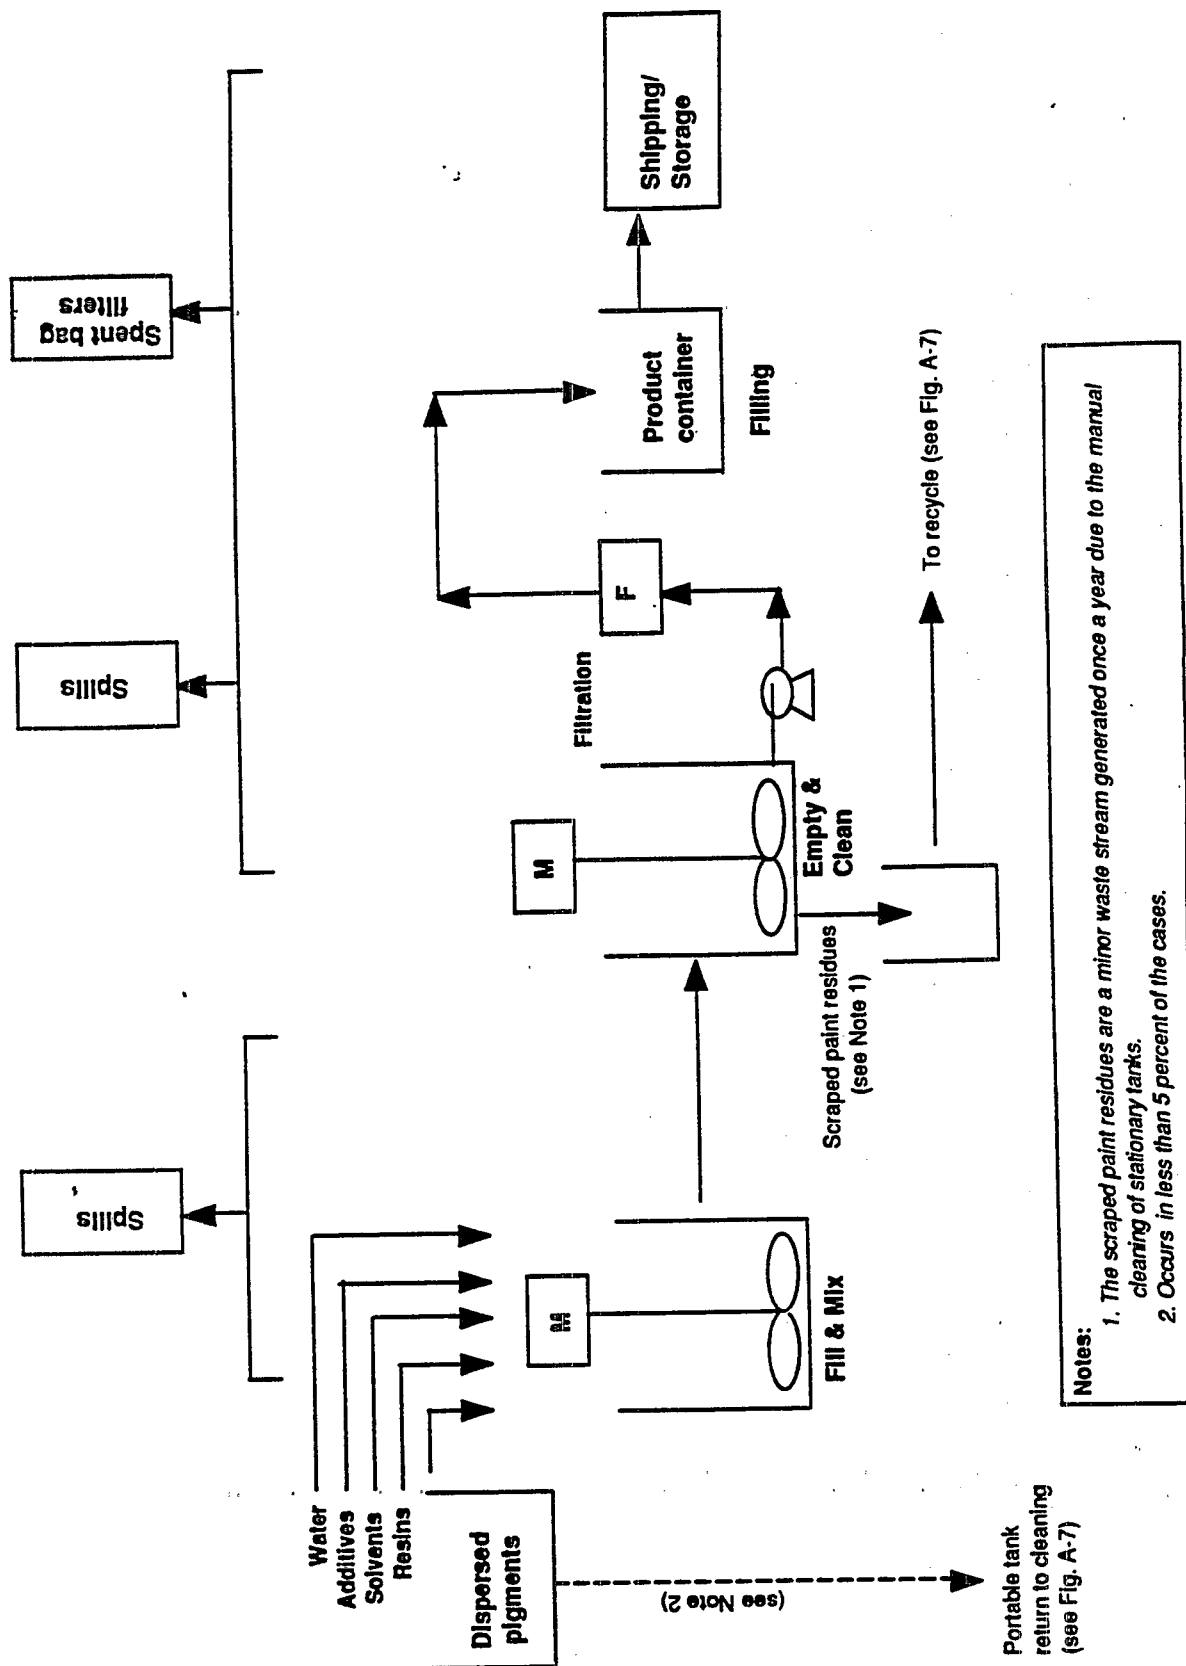 Spills
Spills
Spent bag
filters
Water
Additives
Solvents
Resins
Dispersed
pigments
M
Fill & Mix
M
Empty &
Clean
Filtration
F
Product
container
Filling
Shipping/
Storage
Scraped paint residues
(see Note 1)
To recycle (see Fig. A-7)
(see Note 2)
Portable tank
return to cleaning
(see Fig. A-7)
Notes:
1. The scraped paint residues are a minor waste stream generated once a year due to the manual
cleaning of stationary tanks.
2. Occurs in less than 5 percent of the cases.